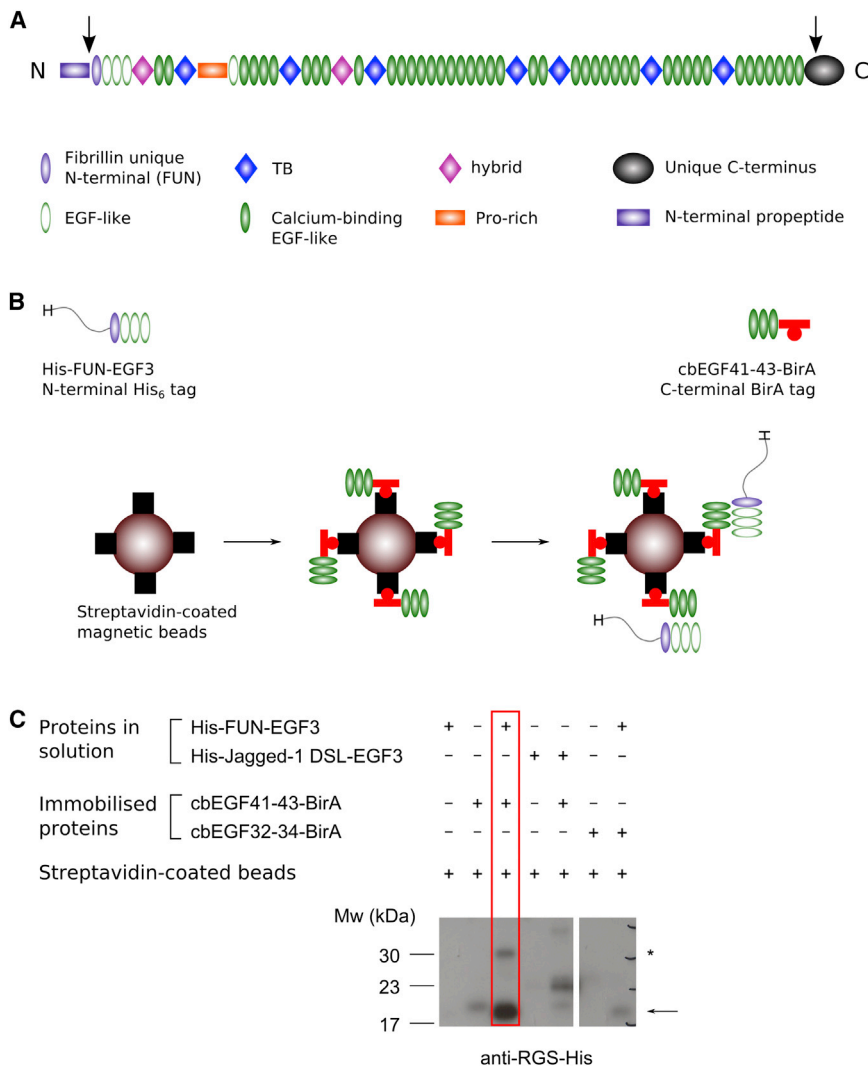 A
N
C
Fibrillin unique
N-terminal (FUN)
TB
hybrid
Unique C-terminus
EGF-like
Calcium-binding
EGF-like
Pro-rich
N-terminal propeptide
B
H
His-FUN-EGF3
N-terminal His₆ tag
cbEGF41-43-BirA
C-terminal BirA tag
H
Streptavidin-coated
magnetic beads
H
C
Proteins in
solution
His-FUN-EGF3 + – + – – – +
His-Jagged-1 DSL-EGF3 – – – + + – –
Immobilised
proteins
cbEGF41-43-BirA – + + – + – –
cbEGF32-34-BirA – – – – – + +
Streptavidin-coated beads + + + + + + +
Mw (kDa)
30
*
23
17
anti-RGS-His